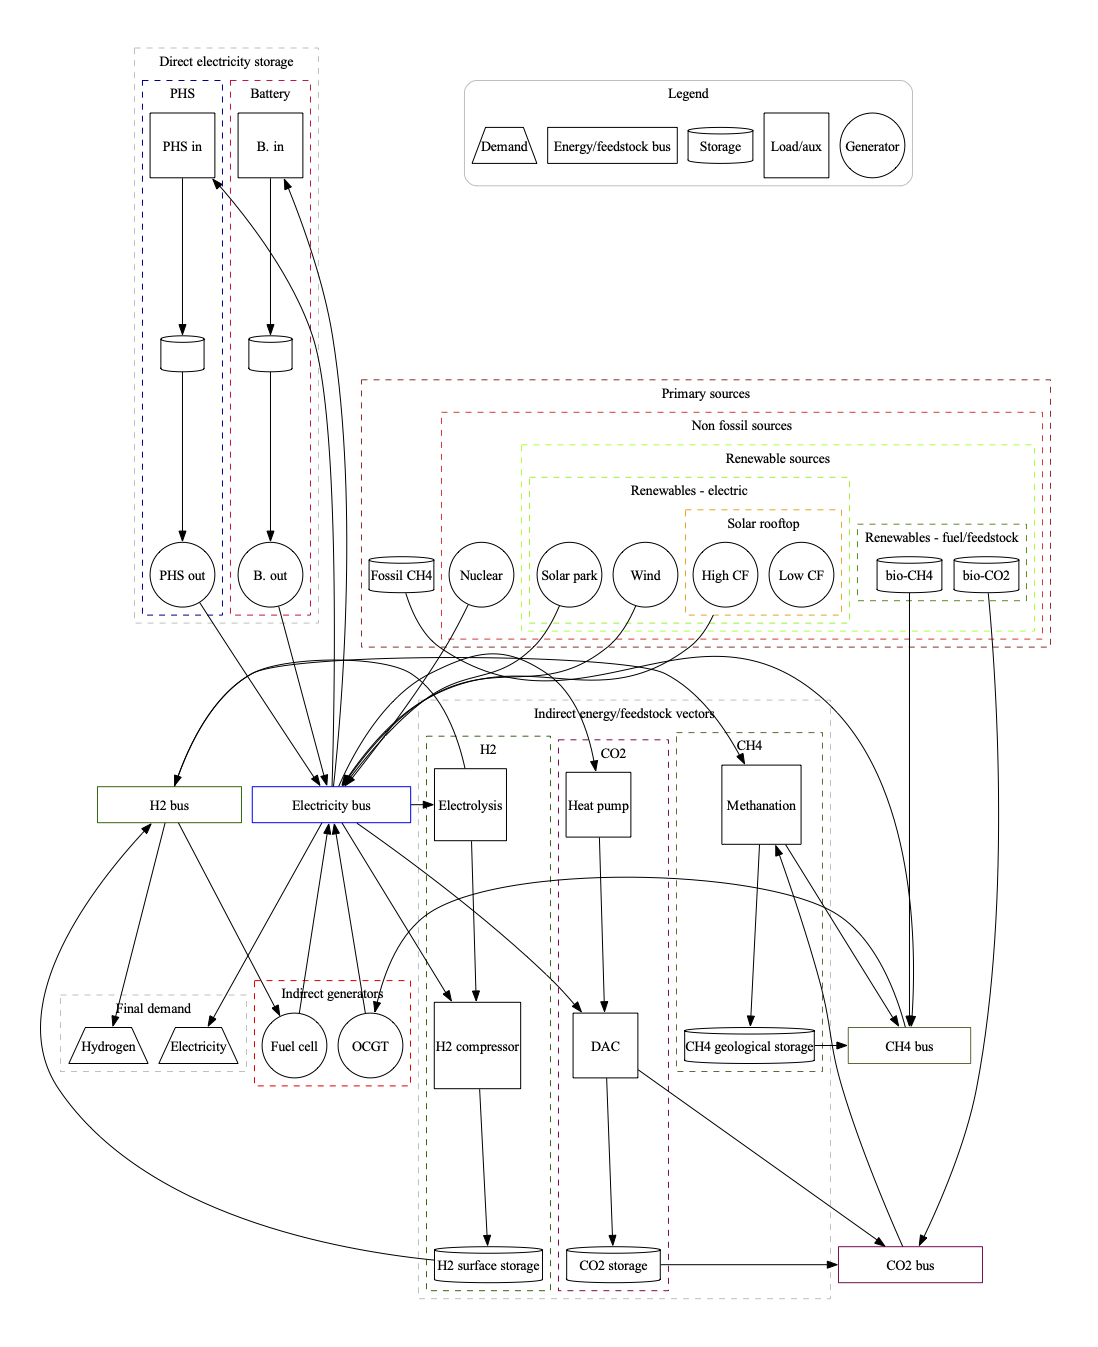 Direct electricity storage
PHS
Battery
Legend
PHS in
B. in
Demand
Energy/feedstock bus
Storage
Load/aux
Generator
Primary sources
Non fossil sources
Renewable sources
Renewables - electric
Solar rooftop
Renewables - fuel/feedstock
PHS out
B. out
Fossil CH4
Nuclear
Solar park
Wind
High CF
Low CF
bio-CH4
bio-CO2
Indirect energy/feedstock vectors
H2
CO2
CH4
H2 bus
Electricity bus
Electrolysis
Heat pump
Methanation
Final demand
Indirect generators
Hydrogen
Electricity
Fuel cell
OCGT
H2 compressor
DAC
CH4 geological storage
CH4 bus
H2 surface storage
CO2 storage
CO2 bus